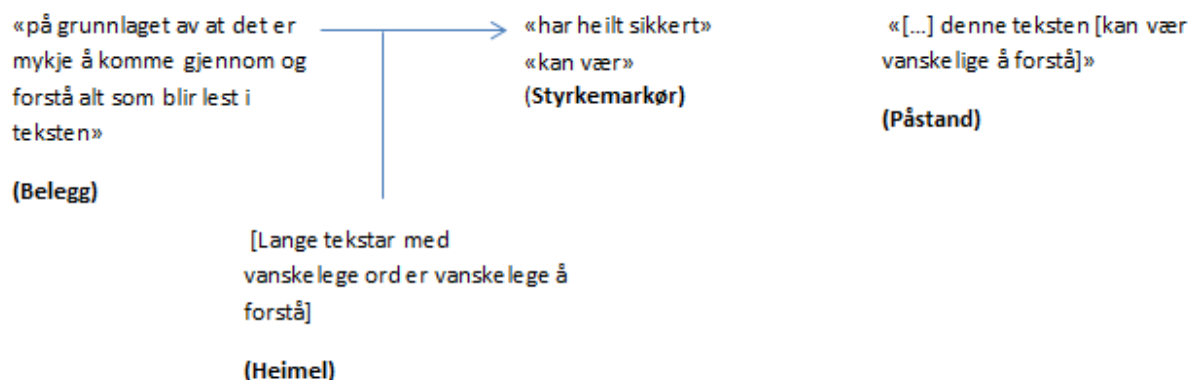 «på grunnlaget av at det er
mykje å komme gjennom og
forstå alt som blir lest i
teksten»
(Belegg)
«har heilt sikkert»
«kan vær»
(Styrkemarkør)
«[...] denne teksten [kan vær
vanskelige å forstå]»
(Påstand)
[Lange tekstar med
vanskelege ord er vanskelege å
forstå]
(Heimel)